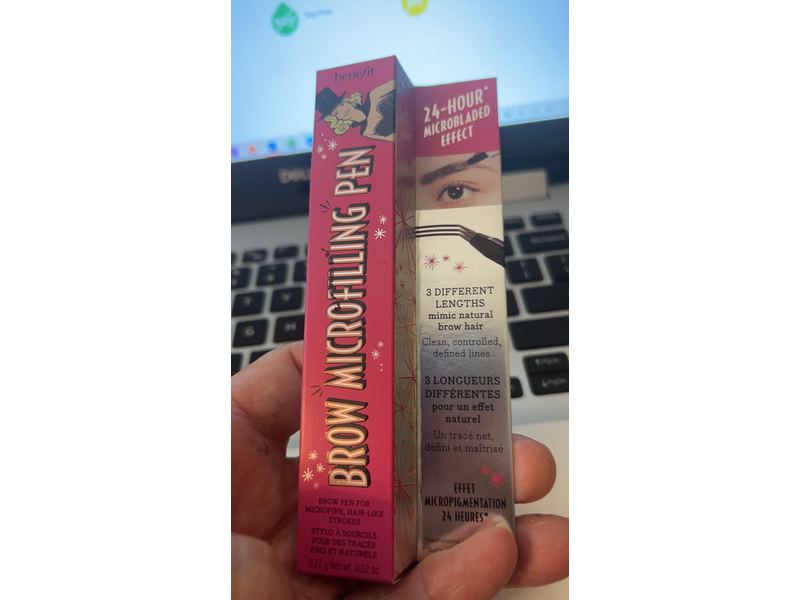 benefit
BROW MICROFILLING PEN
BROW PEN FOR
MICROFINE, HAIR-LIKE
STROKES
STYLO À SOURCILS
POUR DES TRACÉS
FINS ET NATURELS
0.77 g Net wt. 0.02 oz.
24-HOUR*
MICROBLADED
EFFECT
3 DIFFERENT
LENGTHS
mimic natural
brow hair
Clean, controlled,
defined lines
3 LONGUEURS
DIFFÉRENTES
pour un effet
naturel
Un tracé net,
défini et maîtrisé
EFFET
MICROPIGMENTATION
24 HEURES*